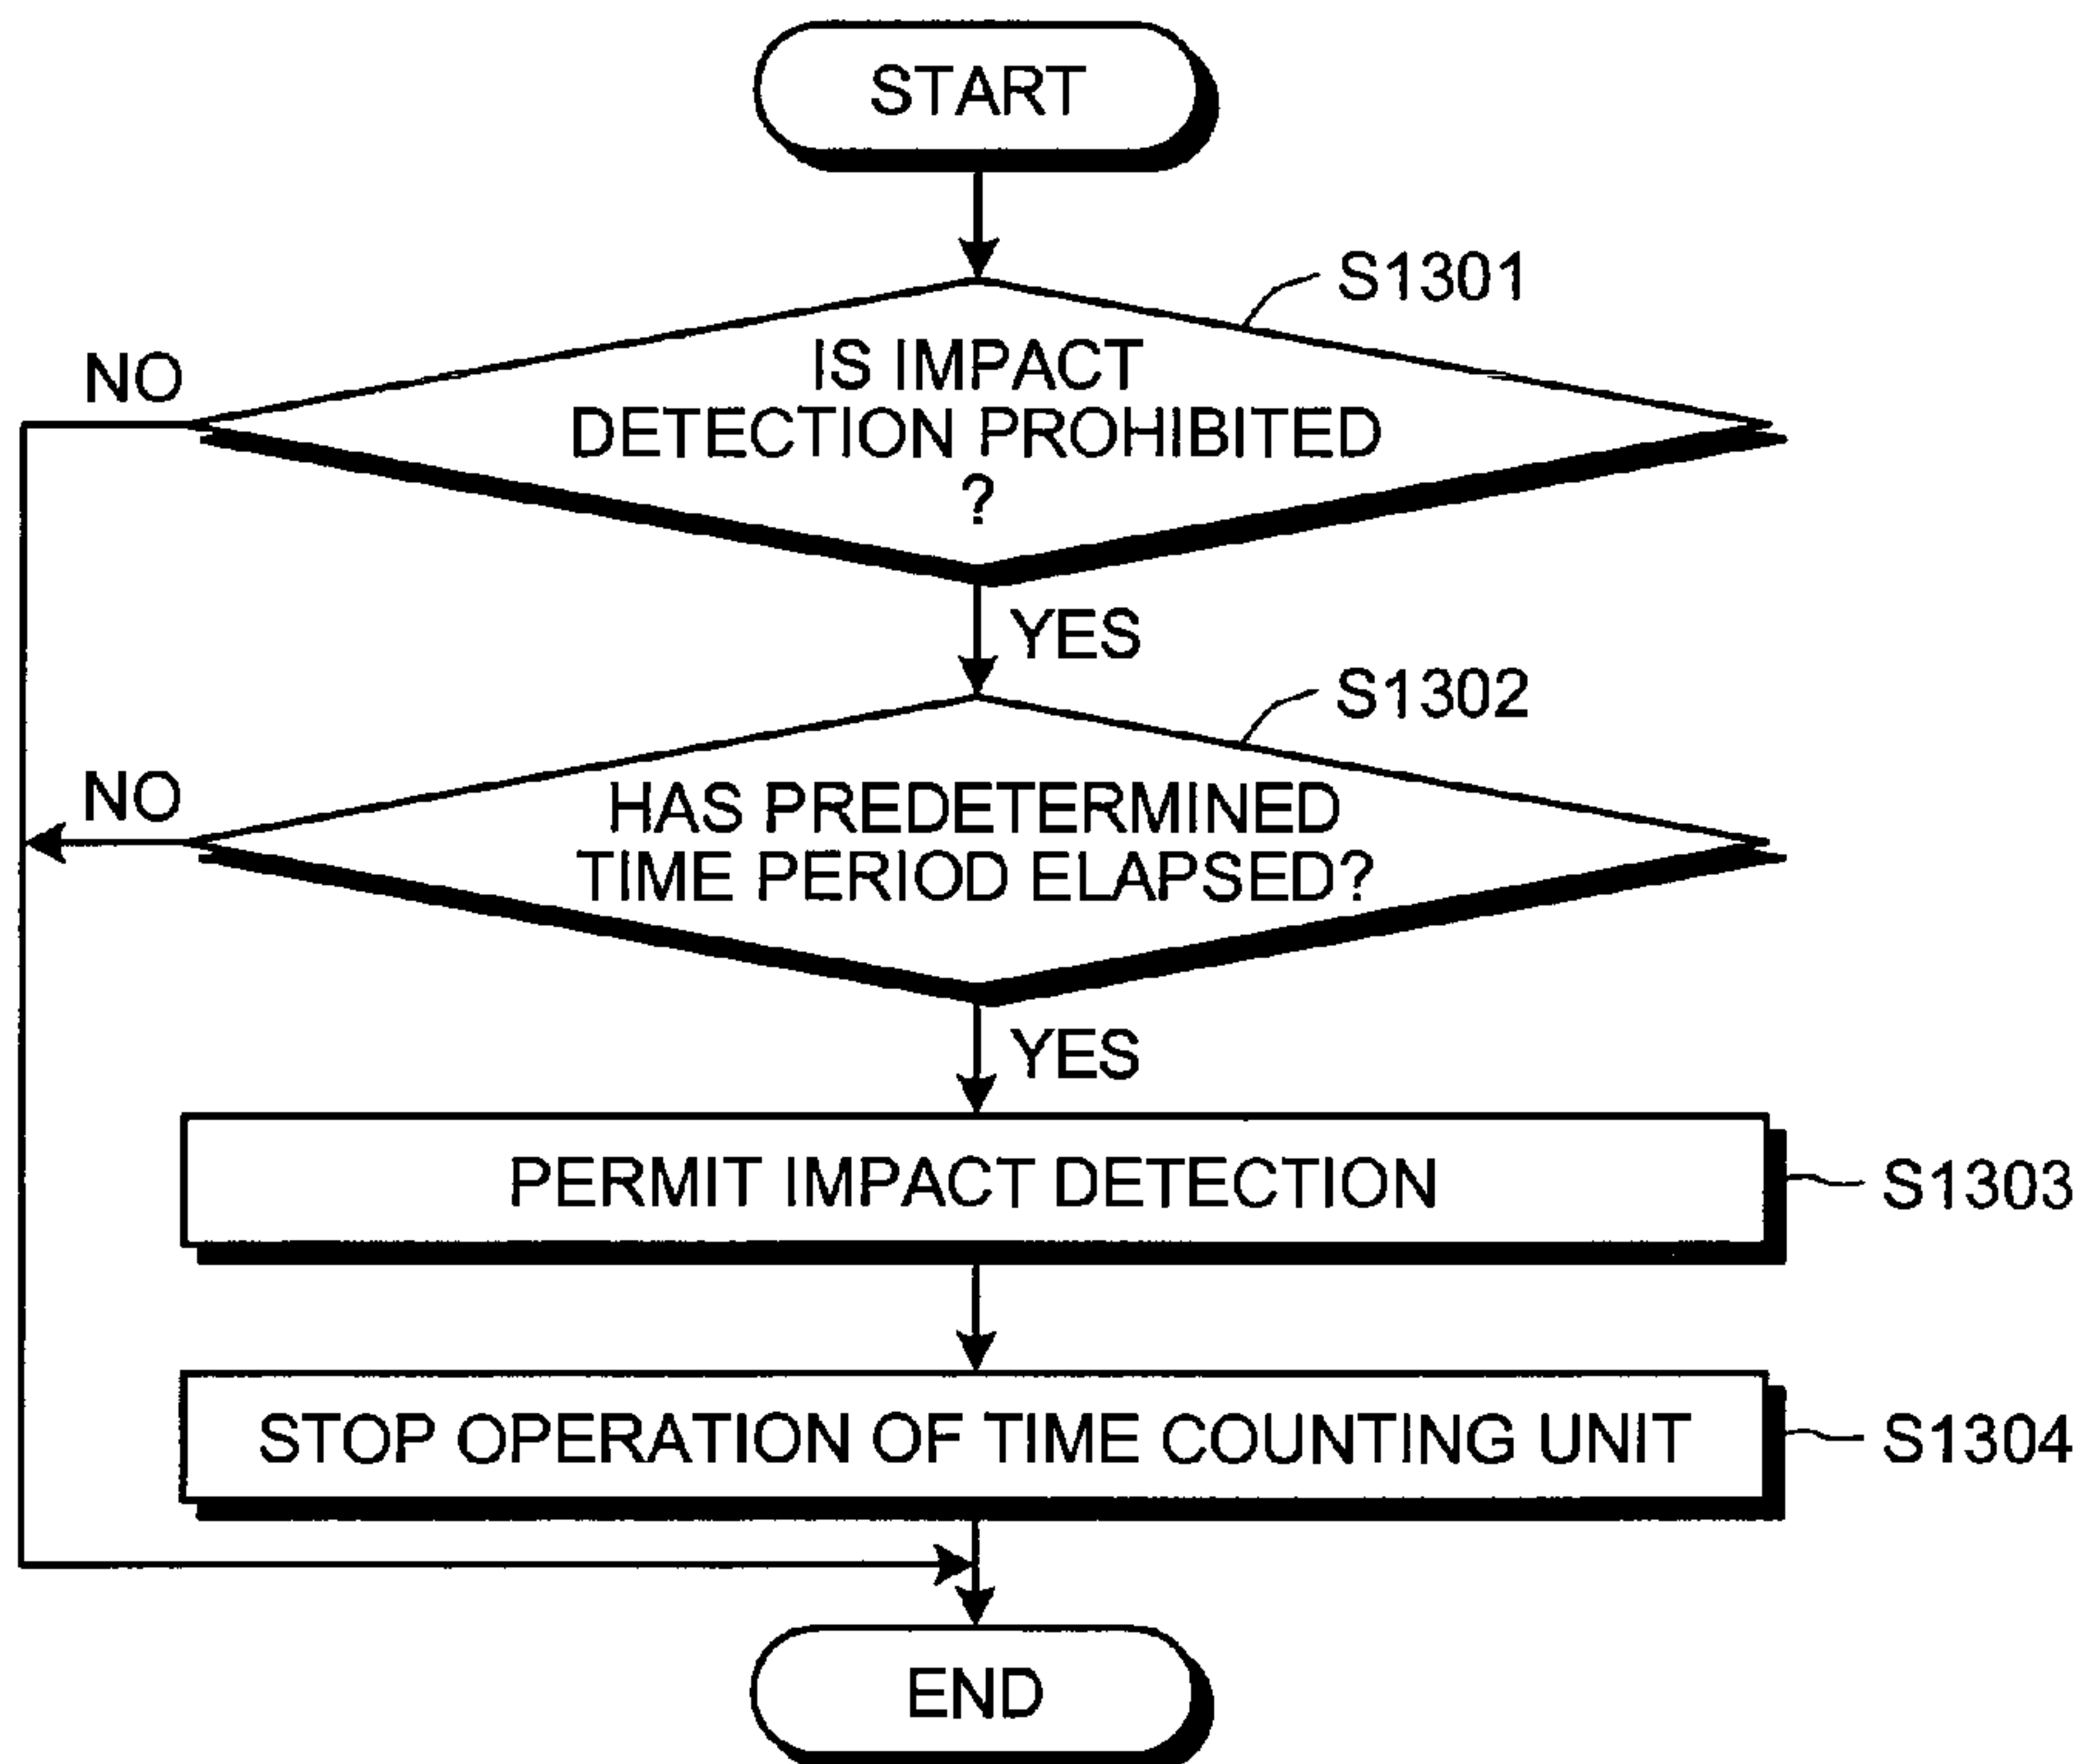 START
S1301
NO
IS IMPACT
DETECTION PROHIBITED
?
YES
S1302
NO
HAS PREDETERMINED
TIME PERIOD ELAPSED?
YES
PERMIT IMPACT DETECTION
S1303
STOP OPERATION OF TIME COUNTING UNIT
S1304
END